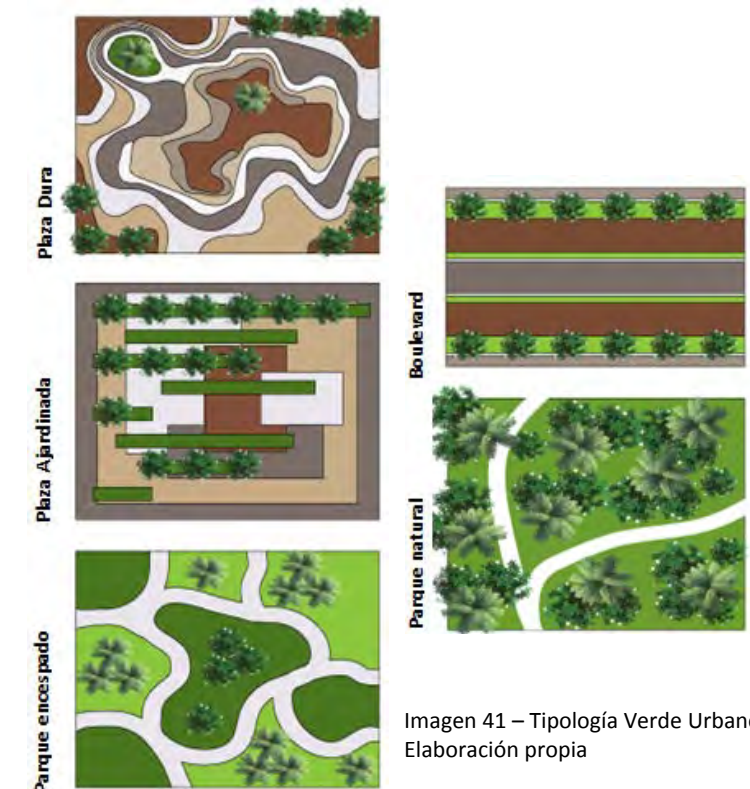 Plaza Dura
Plaza Ajardinada
Parque encespado
Boulevard
Parque natural
Imagen 41 – Tipología Verde Urbano
Elaboración propia